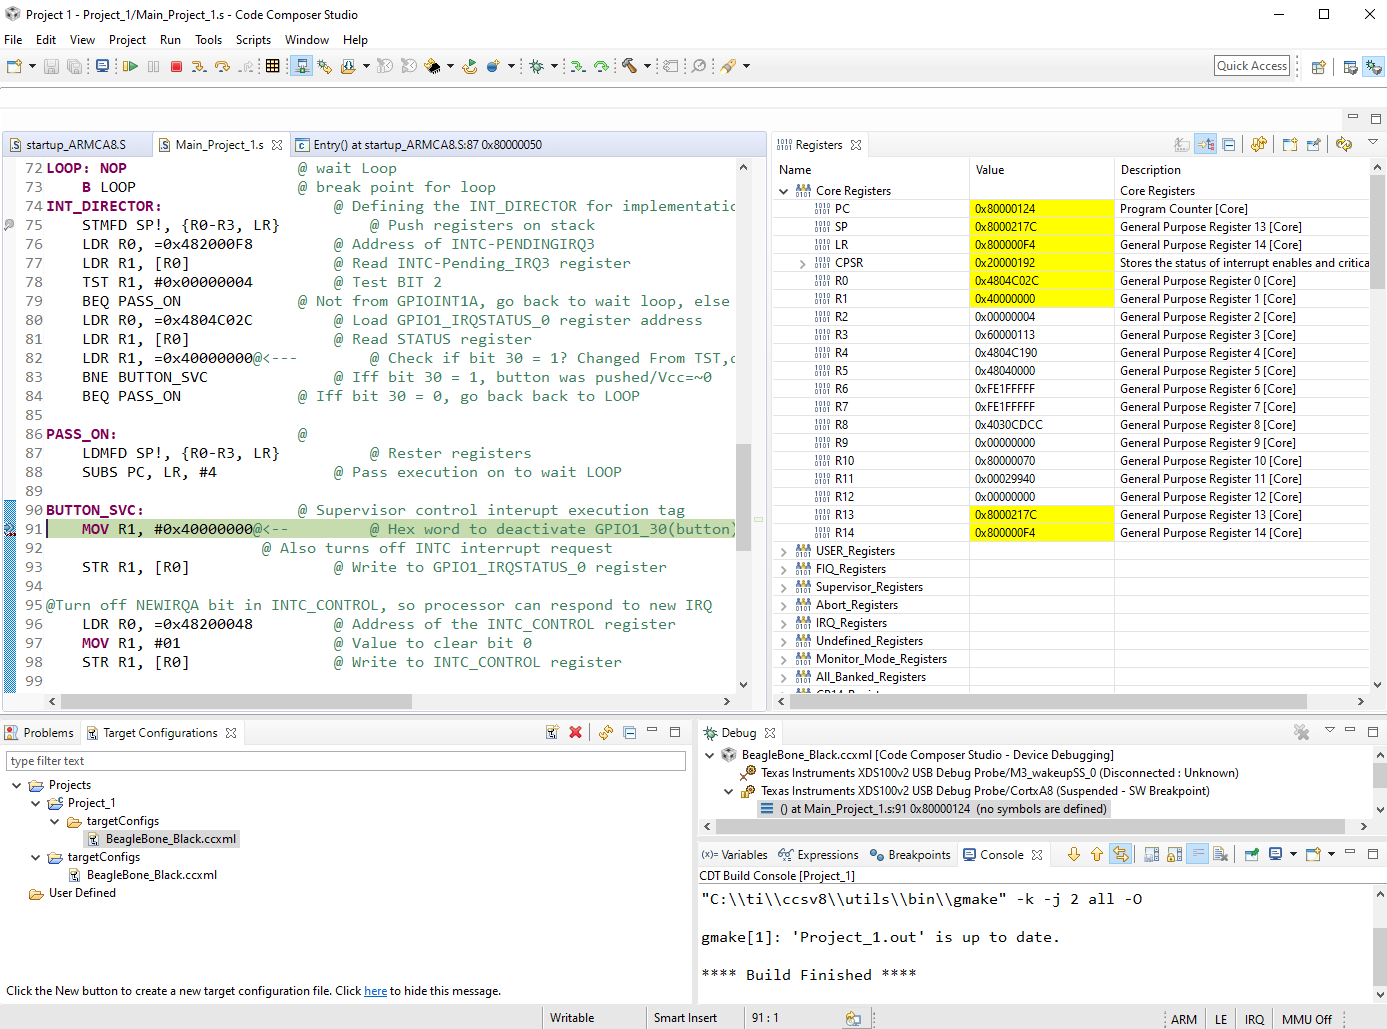 Project 1 - Project_1/Main_Project_1.s - Code Composer Studio
File Edit View Project Run Tools Scripts Window Help
Quick Access
startup_ARMCA8.S
Main_Project_1.s
Entry() at startup_ARMCA8.S:87 0x80000050
72 LOOP: NOP @ wait Loop
73 B LOOP @ break point for loop
74 INT_DIRECTOR: @ Defining the INT_DIRECTOR for implementatic
75 STMFD SP!, {R0-R3, LR} @ Push registers on stack
76 LDR R0, =0x482000F8 @ Address of INTC-PENDINGIRQ3
77 LDR R1, [R0] @ Read INTC-Pending_IRQ3 register
78 TST R1, #0x00000004 @ Test BIT 2
79 BEQ PASS_ON @ Not from GPIOINT1A, go back to wait loop, else
80 LDR R0, =0x4804C02C @ Load GPIO1_IRQSTATUS_0 register address
81 LDR R1, [R0] @ Read STATUS register
82 LDR R1, =0x40000000@<--- @ Check if bit 30 = 1? Changed From TST,c
83 BNE BUTTON_SVC @ Iff bit 30 = 1, button was pushed/Vcc=~0
84 BEQ PASS_ON @ Iff bit 30 = 0, go back back to LOOP
85
86 PASS_ON: @
87 LDMFD SP!, {R0-R3, LR} @ Rester registers
88 SUBS PC, LR, #4 @ Pass execution on to wait LOOP
89
90 BUTTON_SVC: @ Supervisor control interupt execution tag
91 MOV R1, #0x40000000@<-- @ Hex word to deactivate GPIO1_30(button)
92 @ Also turns off INTC interrupt request
93 STR R1, [R0] @ Write to GPIO1_IRQSTATUS_0 register
94
95 @Turn off NEWIRQA bit in INTC_CONTROL, so processor can respond to new IRQ
96 LDR R0, =0x48200048 @ Address of the INTC_CONTROL register
97 MOV R1, #01 @ Value to clear bit 0
98 STR R1, [R0] @ Write to INTC_CONTROL register
99
Registers
Name Value Description
Core Registers Core Registers
PC 0x80000124 Program Counter [Core]
SP 0x8000217C General Purpose Register 13 [Core]
LR 0x800000F4 General Purpose Register 14 [Core]
CPSR 0x20000192 Stores the status of interrupt enables and critica
R0 0x4804C02C General Purpose Register 0 [Core]
R1 0x40000000 General Purpose Register 1 [Core]
R2 0x00000004 General Purpose Register 2 [Core]
R3 0x60000113 General Purpose Register 3 [Core]
R4 0x4804C190 General Purpose Register 4 [Core]
R5 0x48040000 General Purpose Register 5 [Core]
R6 0xFE1FFFFF General Purpose Register 6 [Core]
R7 0xFE1FFFFF General Purpose Register 7 [Core]
R8 0x4030CDCC General Purpose Register 8 [Core]
R9 0x00000000 General Purpose Register 9 [Core]
R10 0x80000070 General Purpose Register 10 [Core]
R11 0x00029940 General Purpose Register 11 [Core]
R12 0x00000000 General Purpose Register 12 [Core]
R13 0x8000217C General Purpose Register 13 [Core]
R14 0x800000F4 General Purpose Register 14 [Core]
USER_Registers
FIQ_Registers
Supervisor_Registers
Abort_Registers
IRQ_Registers
Undefined_Registers
Monitor_Mode_Registers
All_Banked_Registers
Problems
Target Configurations
type filter text
Projects
Project_1
targetConfigs
BeagleBone_Black.ccxml
targetConfigs
BeagleBone_Black.ccxml
User Defined
Click the New button to create a new target configuration file. Click here to hide this message.
Debug
BeagleBone_Black.ccxml [Code Composer Studio - Device Debugging]
Texas Instruments XDS100v2 USB Debug Probe/M3_wakeupSS_0 (Disconnected : Unknown)
Texas Instruments XDS100v2 USB Debug Probe/CortxA8 (Suspended - SW Breakpoint)
() at Main_Project_1.s:91 0x80000124 (no symbols are defined)
(x)= Variables
Expressions
Breakpoints
Console
CDT Build Console [Project_1]
"C:\\ti\\ccsv8\\utils\\bin\\gmake" -k -j 2 all -O
gmake[1]: 'Project_1.out' is up to date.
**** Build Finished ****
Writable Smart Insert 91 : 1 ARM LE IRQ MMU Off